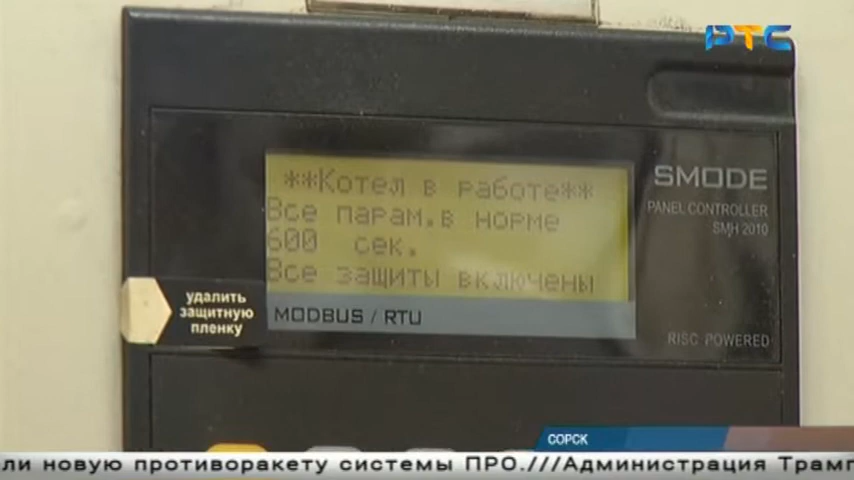 РТС
**Котел в работе**
Все парам.в норме
600 сек.
Все защиты включены
SMODE
PANEL CONTROLLER
SMH 2010
удалить
защитную
пленку
MODBUS / RTU
RISC POWERED
СОРСК
ли новую противоракету системы ПРО.///Администрация Трамп